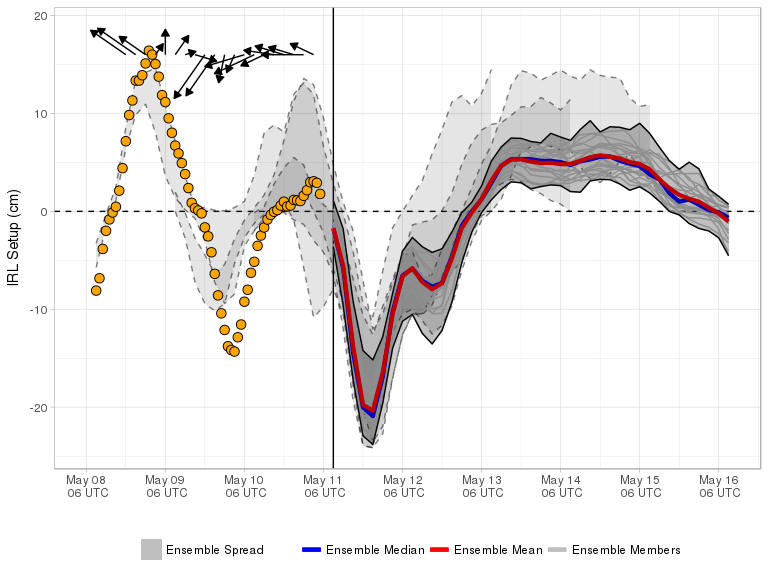 20
10
0
-10
-20
IRL Setup (cm)
May 08 May 09 May 10 May 11 May 12 May 13 May 14 May 15 May 16
06 UTC 06 UTC 06 UTC 06 UTC 06 UTC 06 UTC 06 UTC 06 UTC 06 UTC
Ensemble Spread Ensemble Median Ensemble Mean Ensemble Members